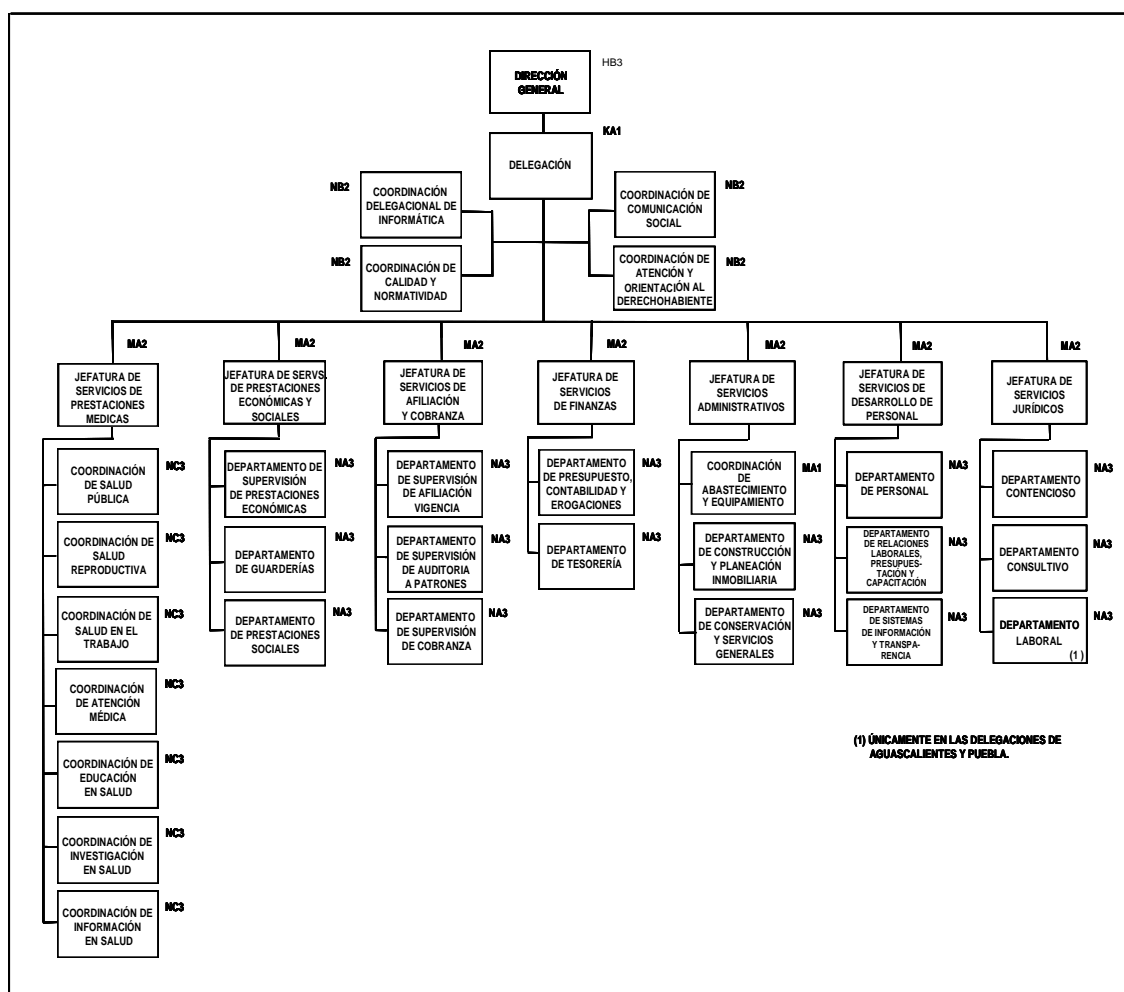 DIRECCIÓN
GENERAL
HB3
KA1
DELEGACIÓN
NB2
COORDINACIÓN
DELEGACIONAL DE
INFORMÁTICA
COORDINACIÓN DE
COMUNICACIÓN
SOCIAL
NB2
NB2
COORDINACIÓN DE
CALIDAD Y
NORMATIVIDAD
COORDINACIÓN DE
ATENCIÓN Y
ORIENTACIÓN AL
DERECHOHABIENTE
NB2
MA2
JEFATURA DE
SERVICIOS DE
PRESTACIONES
MEDICAS
COORDINACIÓN
DE SALUD
PÚBLICA
NC3
COORDINACIÓN DE
SALUD
REPRODUCTIVA
NC3
COORDINACIÓN DE
SALUD EN EL
TRABAJO
NC3
COORDINACIÓN
DE ATENCIÓN
MÉDICA
NC3
COORDINACIÓN DE
EDUCACIÓN
EN SALUD
NC3
COORDINACIÓN DE
INVESTIGACIÓN
EN SALUD
NC3
COORDINACIÓN DE
INFORMACIÓN
EN SALUD
NC3
MA2
JEFATURA DE SERVS.
DE PRESTACIONES
ECONÓMICAS Y
SOCIALES
DEPARTAMENTO DE
SUPERVISIÓN
DE PRESTACIONES
ECONÓMICAS
NA3
DEPARTAMENTO
DE GUARDERÍAS
NA3
DEPARTAMENTO
DE PRESTACIONES
SOCIALES
NA3
MA2
JEFATURA DE
SERVICIOS DE
AFILIACIÓN
Y COBRANZA
DEPARTAMENTO
DE SUPERVISIÓN
DE AFILIACIÓN
VIGENCIA
NA3
DEPARTAMENTO
DE SUPERVISIÓN
DE AUDITORIA
A PATRONES
NA3
DEPARTAMENTO
DE SUPERVISIÓN
DE COBRANZA
NA3
MA2
JEFATURA DE
SERVICIOS
DE FINANZAS
DEPARTAMENTO
DE PRESUPUESTO,
CONTABILIDAD Y
EROGACIONES
NA3
DEPARTAMENTO
DE TESORERÍA
NA3
MA2
JEFATURA DE
SERVICIOS
ADMINISTRATIVOS
COORDINACIÓN
DE
ABASTECIMIENTO
Y EQUIPAMIENTO
MA1
DEPARTAMENTO
DE CONSTRUCCIÓN
Y PLANEACIÓN
INMOBILIARIA
NA3
DEPARTAMENTO
DE CONSERVACIÓN
Y SERVICIOS
GENERALES
NA3
MA2
JEFATURA DE
SERVICIOS DE
DESARROLLO DE
PERSONAL
DEPARTAMENTO
DE PERSONAL
NA3
DEPARTAMENTO
DE RELACIONES
LABORALES,
PRESUPUES-
TACIÓN Y
CAPACITACIÓN
NA3
DEPARTAMENTO
DE SISTEMAS
DE INFORMACIÓN
Y TRANSPA-
RENCIA
NA3
MA2
JEFATURA DE
SERVICIOS
JURÍDICOS
DEPARTAMENTO
CONTENCIOSO
NA3
DEPARTAMENTO
CONSULTIVO
NA3
DEPARTAMENTO
LABORAL
(1)
NA3
(1) ÚNICAMENTE EN LAS DELEGACIONES DE
AGUASCALIENTES Y PUEBLA.